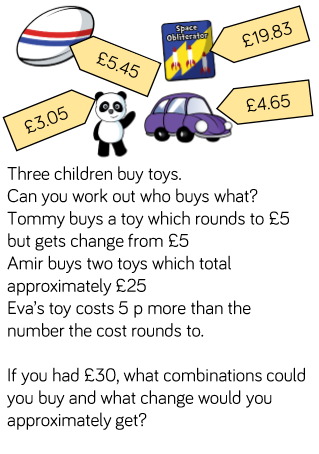 Space
Obliterator
£19.83
£5.45
£4.65
£3.05
Three children buy toys.
Can you work out who buys what?
Tommy buys a toy which rounds to £5
but gets change from £5
Amir buys two toys which total
approximately £25
Eva's toy costs 5 p more than the
number the cost rounds to.
If you had £30, what combinations could
you buy and what change would you
approximately get?